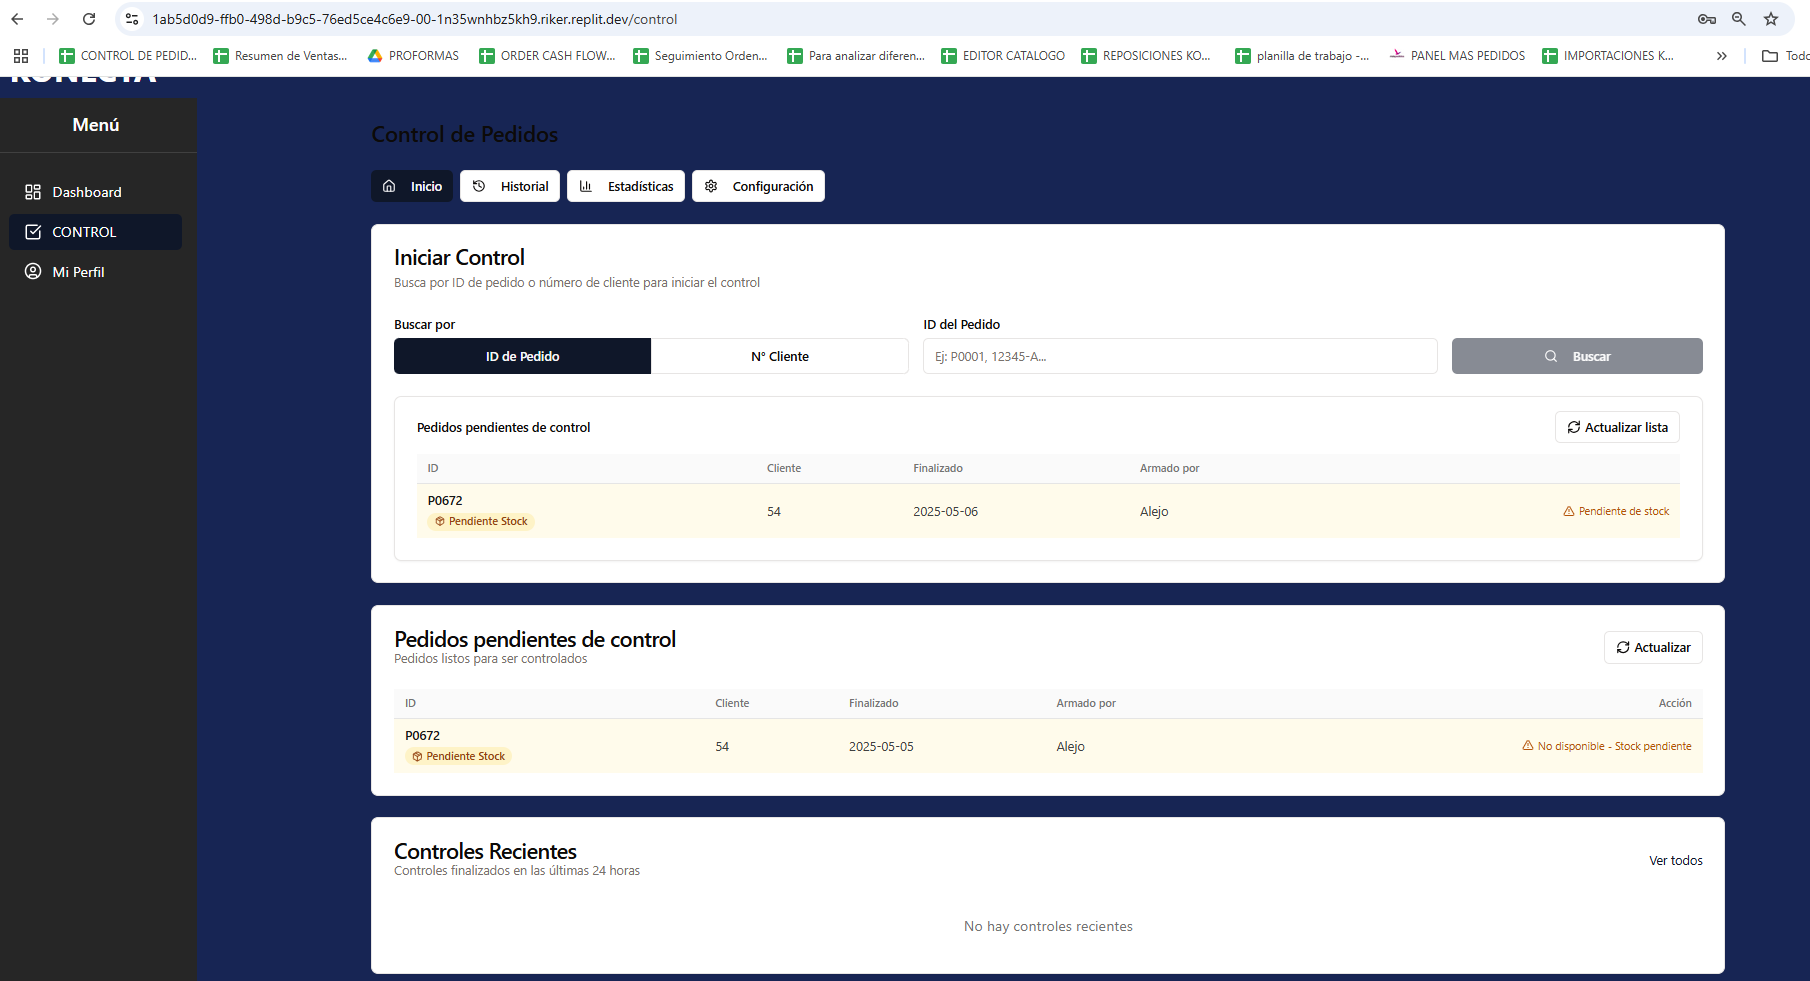 1ab5d0d9-ffb0-498d-b9c5-76ed5ce4c6e9-00-1n35wnhbz5kh9.riker.replit.dev/control
CONTROL DE PEDID... Resumen de Ventas... PROFORMAS ORDER CASH FLOW... Seguimiento Orden... Para analizar diferen... EDITOR CATALOGO REPOSICIONES KO... planilla de trabajo -... PANEL MAS PEDIDOS IMPORTACIONES K... » Todo
KONECTA
Menú
Dashboard
CONTROL
Mi Perfil
Control de Pedidos
Inicio Historial Estadísticas Configuración
Iniciar Control
Busca por ID de pedido o número de cliente para iniciar el control
Buscar por ID del Pedido
ID de Pedido N° Cliente Ej: P0001, 12345-A... Buscar
Pedidos pendientes de control Actualizar lista
ID Cliente Finalizado Armado por
P0672
Pendiente Stock 54 2025-05-06 Alejo Pendiente de stock
Pedidos pendientes de control
Pedidos listos para ser controlados Actualizar
ID Cliente Finalizado Armado por Acción
P0672
Pendiente Stock 54 2025-05-05 Alejo No disponible - Stock pendiente
Controles Recientes
Controles finalizados en las últimas 24 horas Ver todos
No hay controles recientes